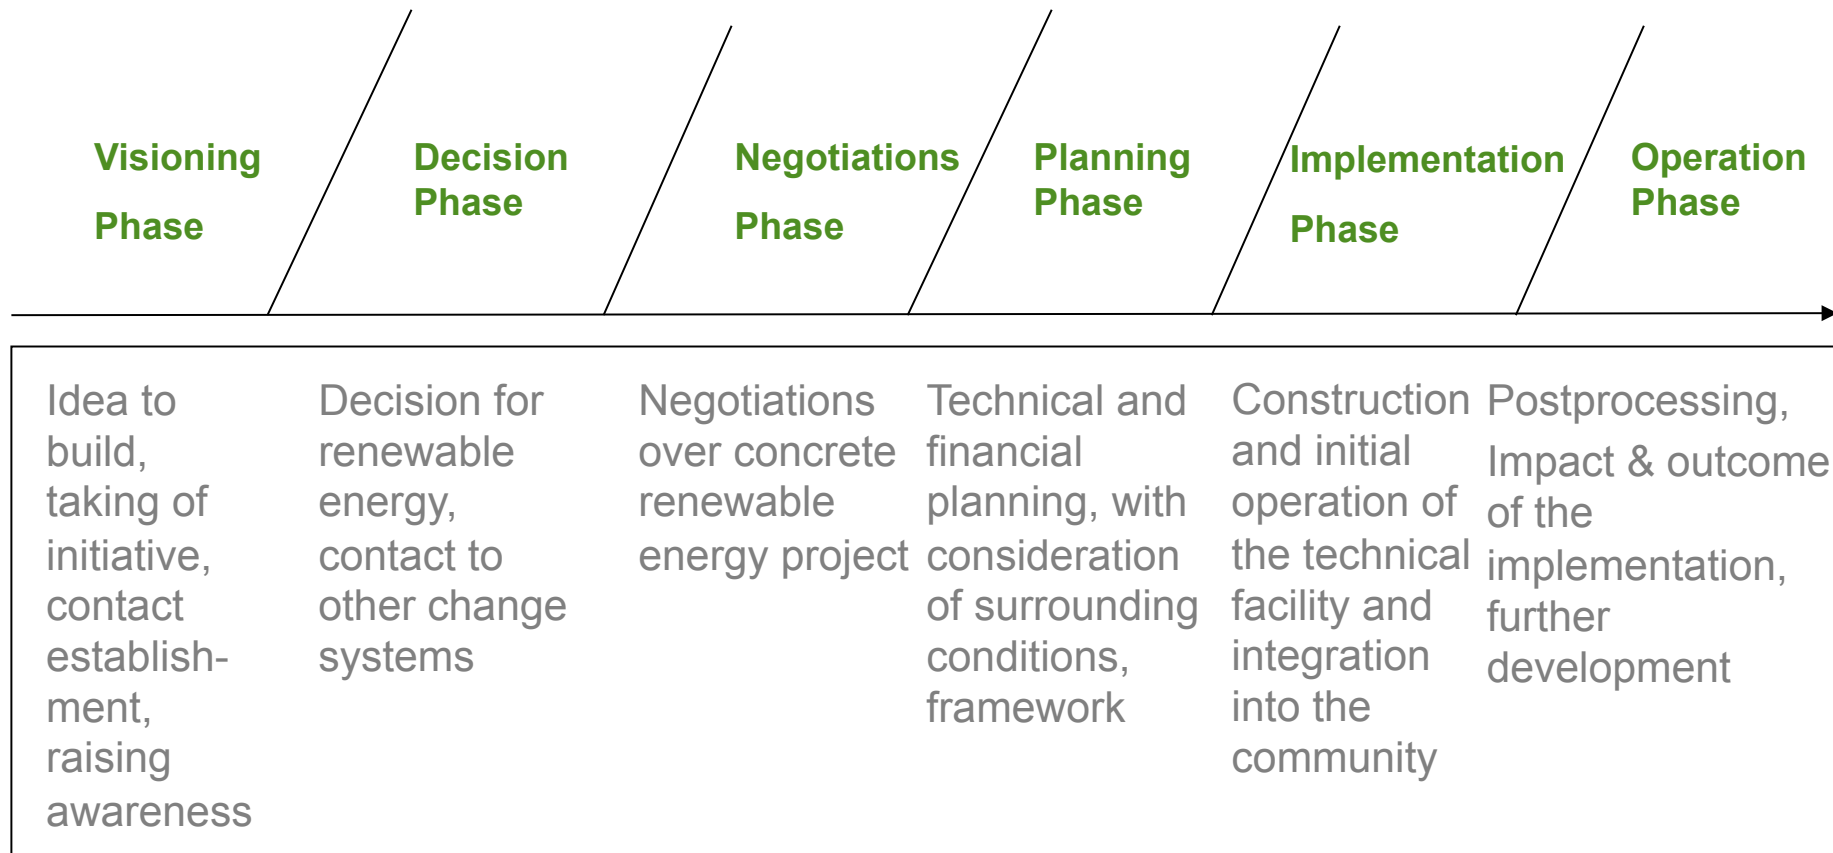 Visioning
Phase
Decision
Phase
Negotiations
Phase
Planning
Phase
Implementation
Phase
Operation
Phase
Idea to
build,
taking of
initiative,
contact
establish-
ment,
raising
awareness
Decision for
renewable
energy,
contact to
other change
systems
Negotiations
over concrete
renewable
energy project
Technical and
financial
planning, with
consideration
of surrounding
conditions,
framework
Construction
and initial
operation of
the technical
facility and
integration
into the
community
Postprocessing,
Impact & outcome
of the
implementation,
further
development